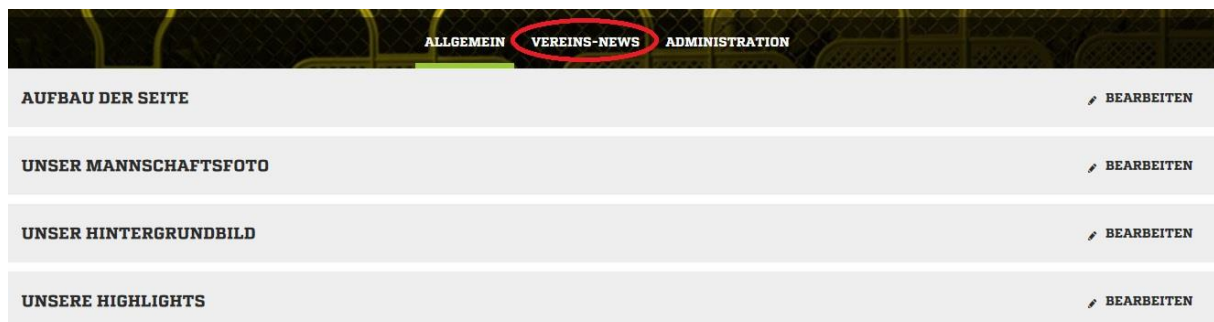 ALLGEMEIN VEREINS-NEWS ADMINISTRATION
AUFBAU DER SEITE BEARBEITEN
UNSER MANNSCHAFTSFOTO BEARBEITEN
UNSER HINTERGRUNDBILD BEARBEITEN
UNSERE HIGHLIGHTS BEARBEITEN